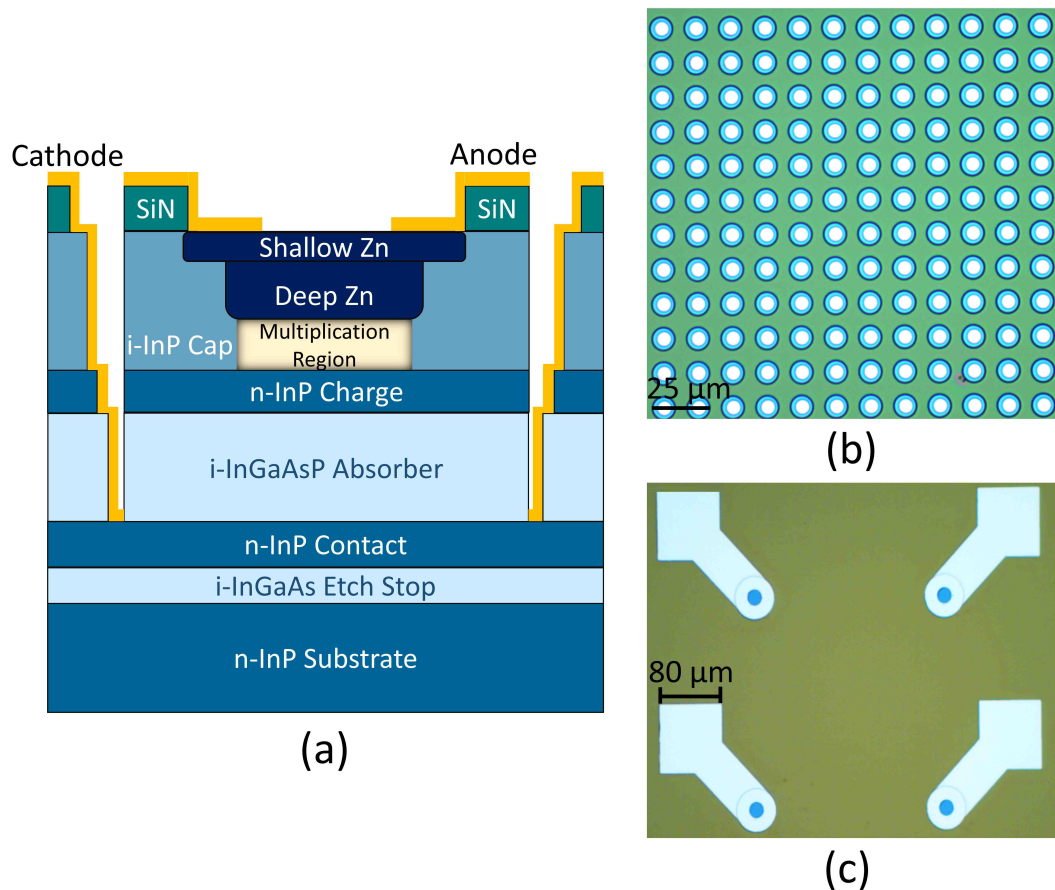 Cathode
Anode
SiN
SiN
Shallow Zn
Deep Zn
Multiplication
Region
i-InP Cap
n-InP Charge
i-InGaAsP Absorber
n-InP Contact
i-InGaAs Etch Stop
n-InP Substrate
(a)
25 μm
(b)
80 μm
(c)